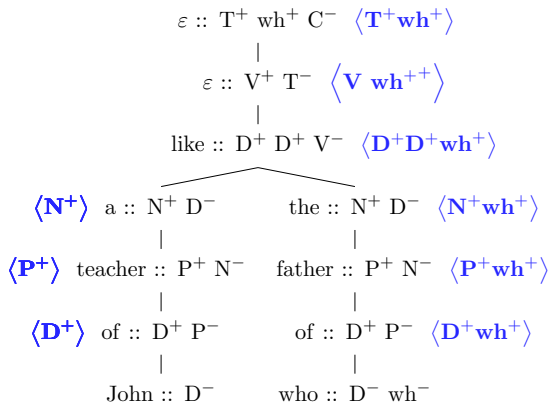 ε :: T⁺ wh⁺ C⁻ ⟨T⁺wh⁺⟩
ε :: V⁺ T⁻ ⟨V wh⁺⁺⟩
like :: D⁺ D⁺ V⁻ ⟨D⁺D⁺wh⁺⟩
⟨N⁺⟩ a :: N⁺ D⁻ the :: N⁺ D⁻ ⟨N⁺wh⁺⟩
⟨P⁺⟩ teacher :: P⁺ N⁻ father :: P⁺ N⁻ ⟨P⁺wh⁺⟩
⟨D⁺⟩ of :: D⁺ P⁻ of :: D⁺ P⁻ ⟨D⁺wh⁺⟩
John :: D⁻ who :: D⁻ wh⁻